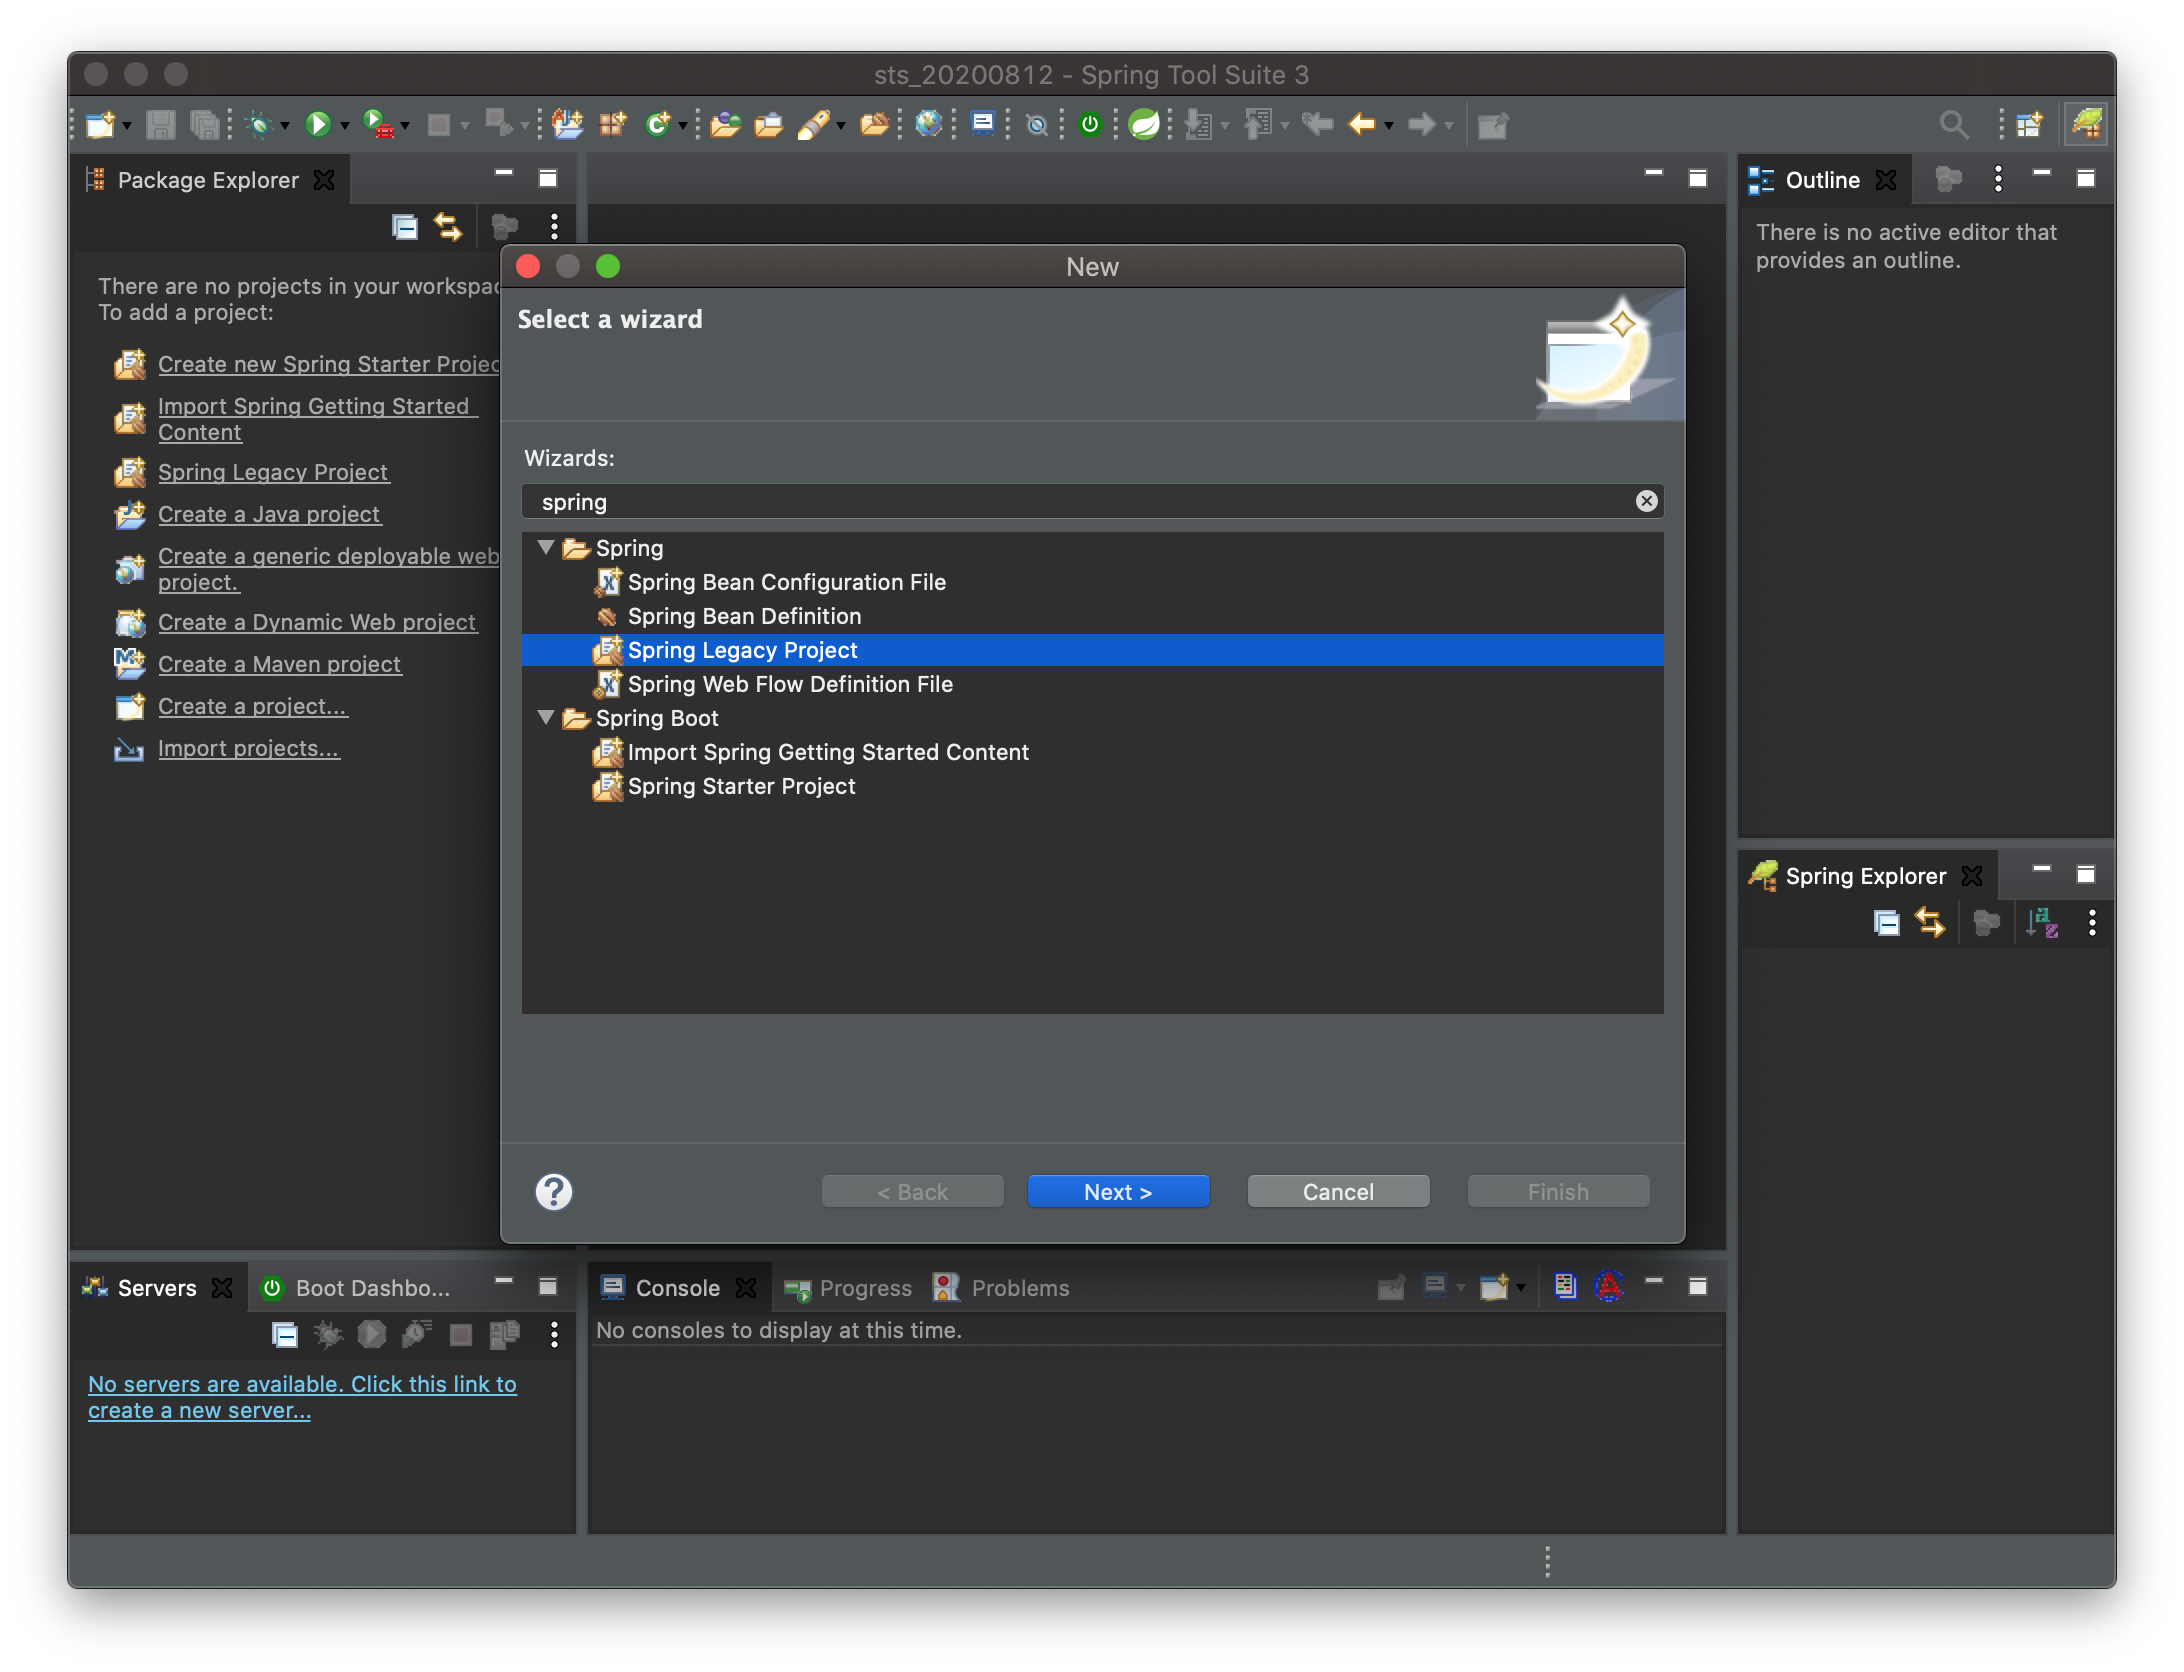 sts_20200812 - Spring Tool Suite 3
Package Explorer
There are no projects in your workspac
To add a project:
Create new Spring Starter Projec
Import Spring Getting Started
Content
Spring Legacy Project
Create a Java project
Create a generic deployable web
project.
Create a Dynamic Web project
Create a Maven project
Create a project...
Import projects...
New
Select a wizard
Wizards:
spring
Spring
Spring Bean Configuration File
Spring Bean Definition
Spring Legacy Project
Spring Web Flow Definition File
Spring Boot
Import Spring Getting Started Content
Spring Starter Project
< Back
Next >
Cancel
Finish
Outline
There is no active editor that
provides an outline.
Spring Explorer
Servers
Boot Dashbo...
No servers are available. Click this link to
create a new server...
Console
Progress
Problems
No consoles to display at this time.